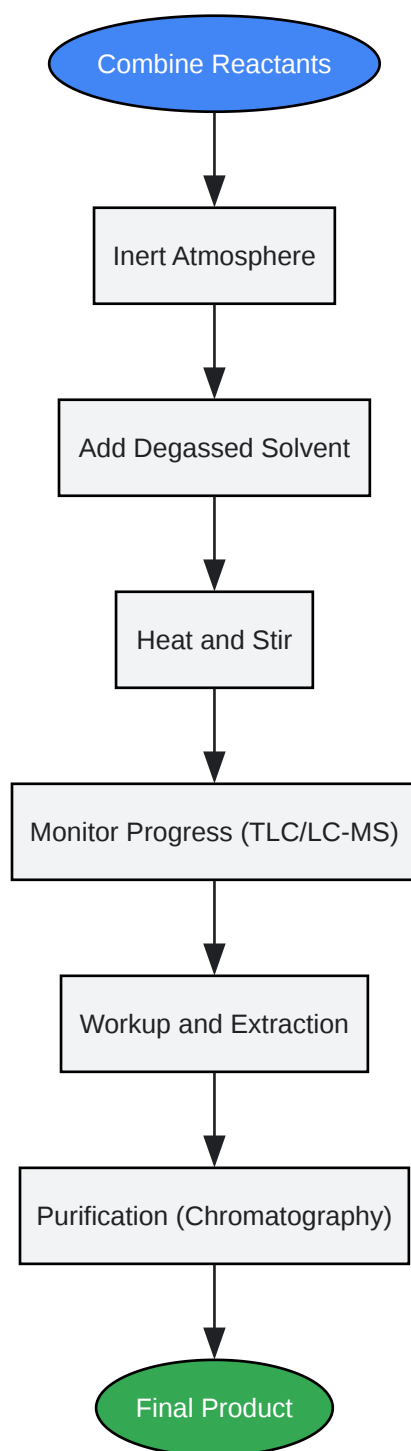 Combine Reactants
Inert Atmosphere
Add Degassed Solvent
Heat and Stir
Monitor Progress (TLC/LC-MS)
Workup and Extraction
Purification (Chromatography)
Final Product